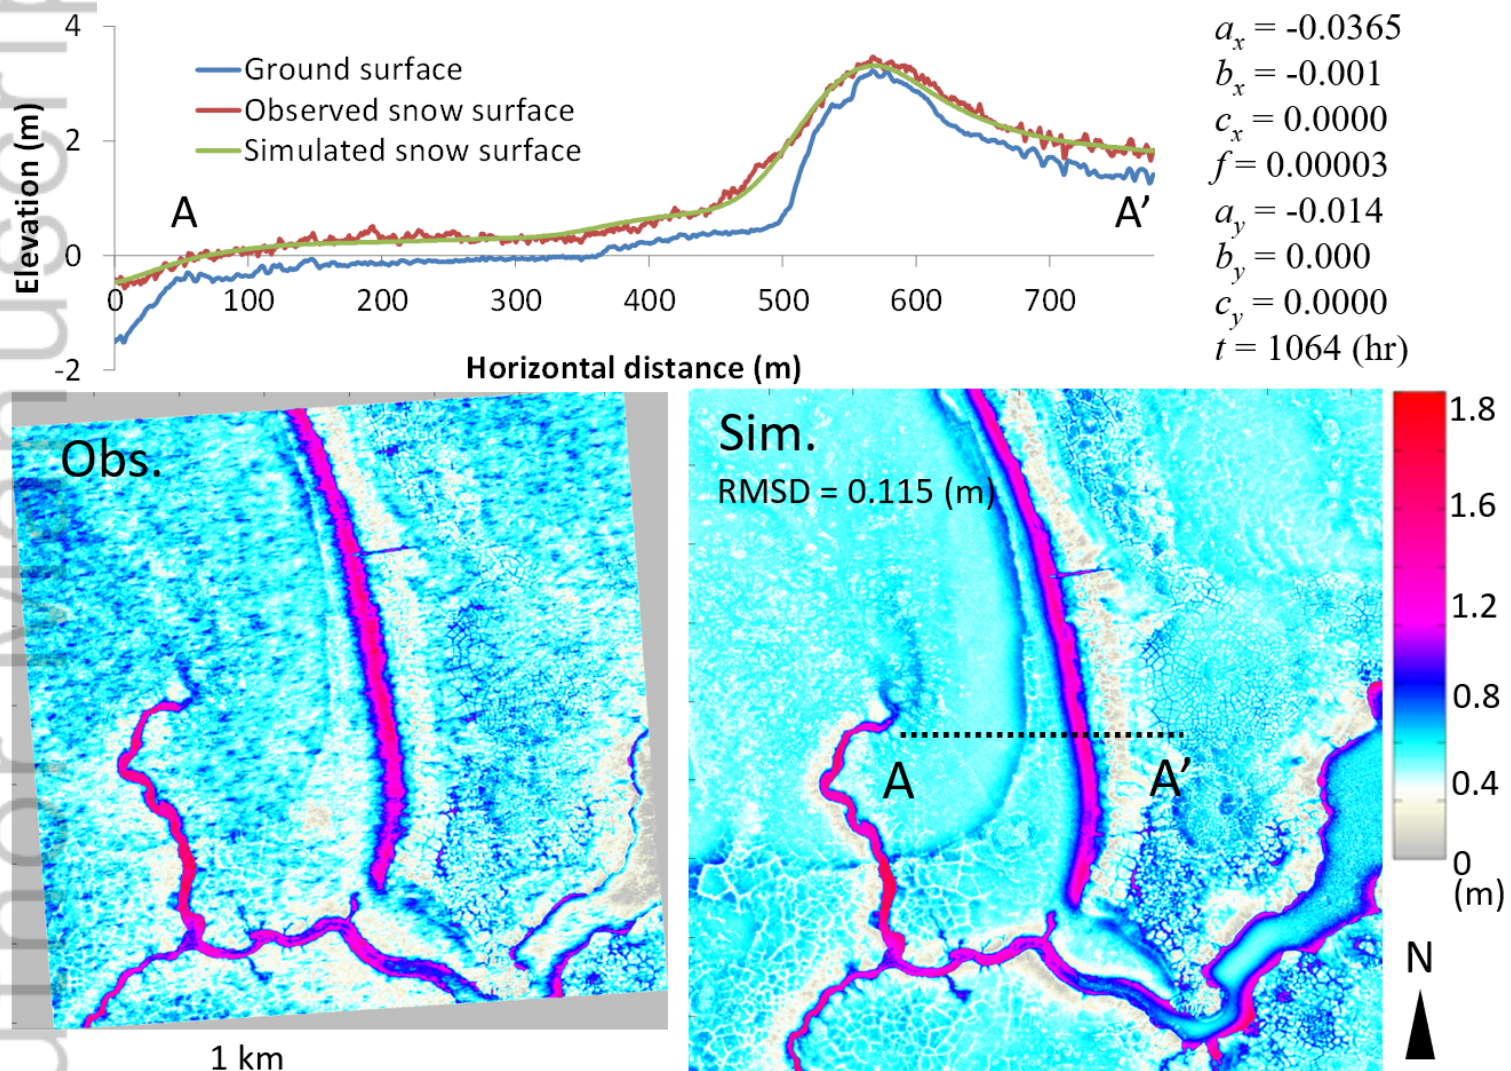 4
2
0
-2
Elevation (m)
Ground surface
Observed snow surface
Simulated snow surface
A
A’
0 100 200 300 400 500 600 700
Horizontal distance (m)
aₓ = -0.0365
bₓ = -0.001
cₓ = 0.0000
f = 0.00003
a_y = -0.014
b_y = 0.000
c_y = 0.0000
t = 1064 (hr)
Obs.
1 km
Sim.
RMSD = 0.115 (m)
A
A’
1.8
1.6
1.2
0.8
0.4
0
(m)
N